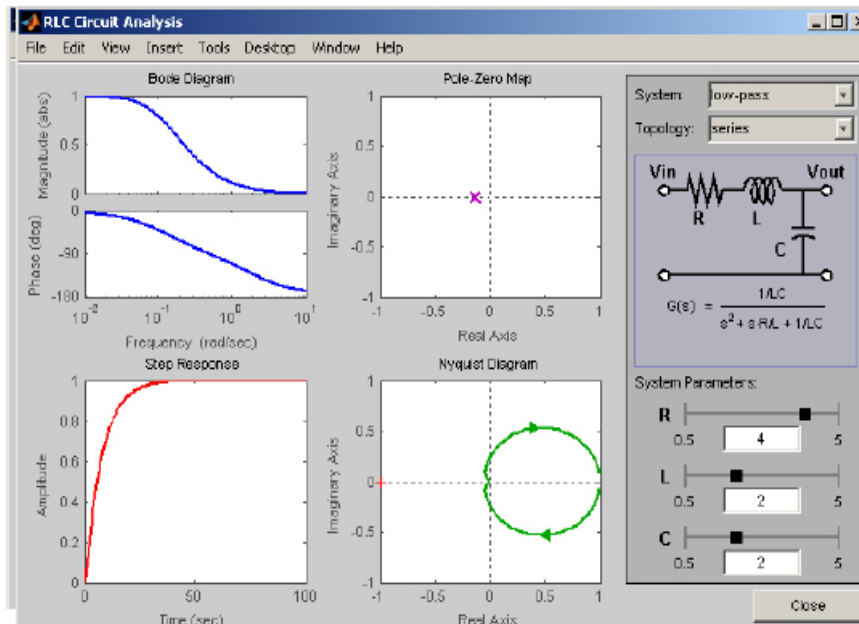 RLC Circuit Analysis
File Edit View Insert Tools Desktop Window Help
Bode Diagram
Magnitude (abs)
1
0.5
0
Phase (deg)
0
-90
-180
10^-2 10^-1 10^0 10^1
Frequency (rad/sec)
Pole-Zero Map
Imaginary Axis
1
0.5
0
-0.5
-1
-1 -0.5 0 0.5 1
Real Axis
Step Response
Amplitude
1
0.8
0.6
0.4
0.2
0
0 50 100
Time (sec)
Nyquist Diagram
Imaginary Axis
1
0.5
0
-0.5
-1
-1 -0.5 0 0.5 1
Real Axis
System: low-pass
Topology: series
Vin Vout
R L
C
G(s) = 1/LC
s^2 + s·R/L + 1/LC
System Parameters:
R
0.5 4 5
L
0.5 2 5
C
0.5 2 5
Close